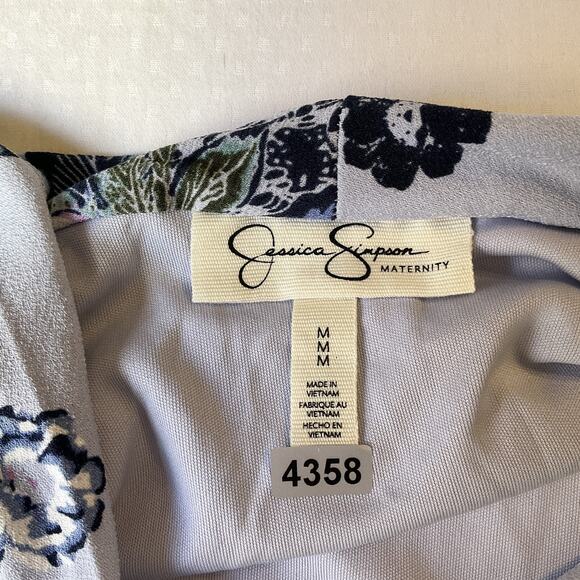 Jessica Simpson
MATERNITY
M
M
M
MADE IN
VIETNAM
FABRIQUE AU
VIETNAM
HECHO EN
VIETNAM
4358